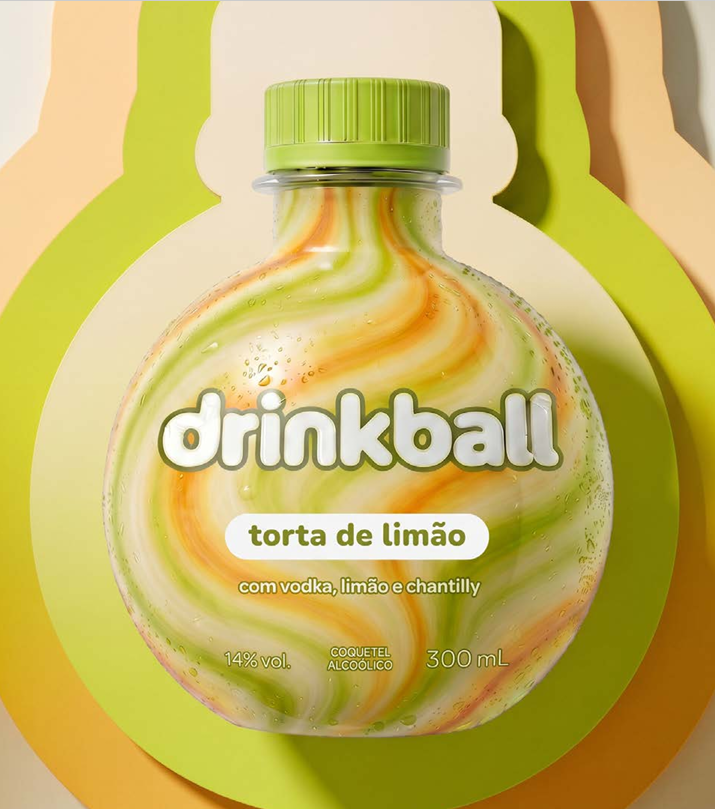 drinkball
torta de limão
com vodka, limão e chantilly
14% vol.
COQUETEL
ALCOÓLICO
300 mL